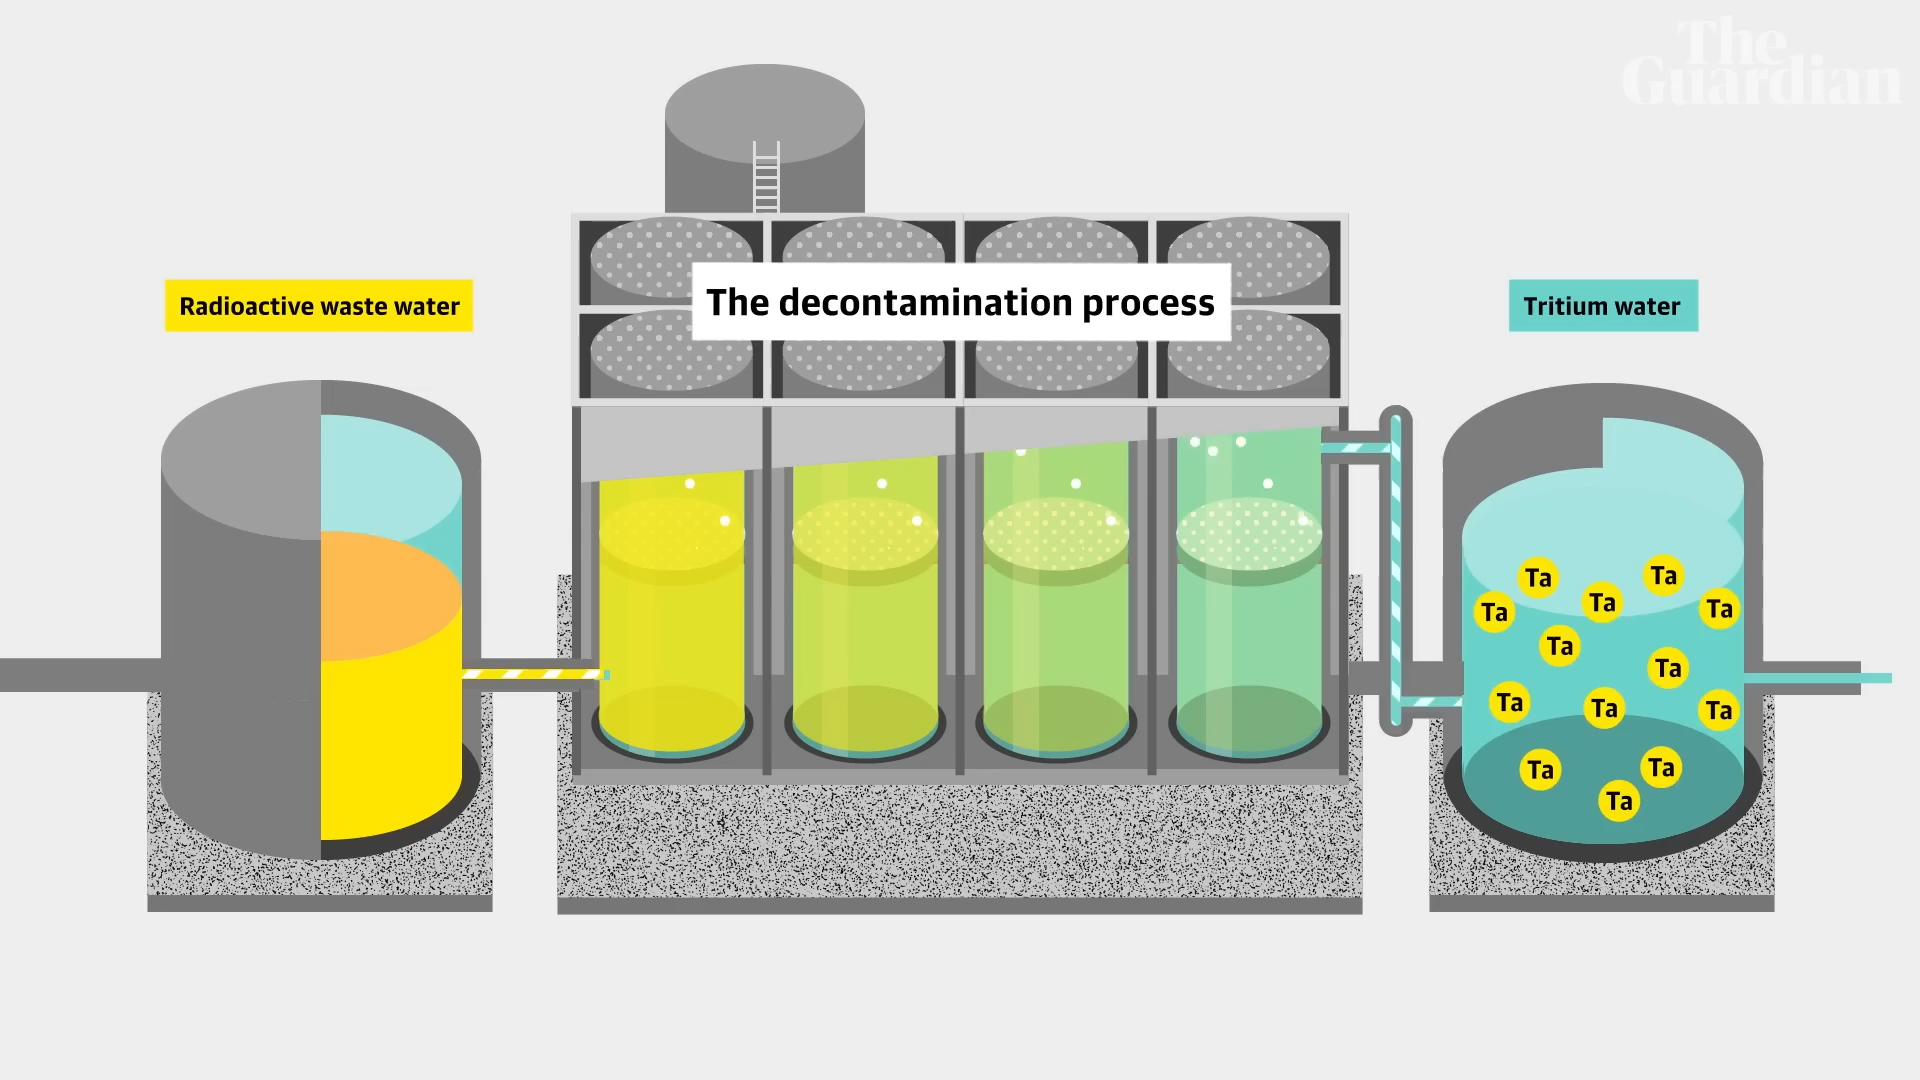 The
Guardian
Radioactive waste water
The decontamination process
Tritium water
Ta
Ta
Ta
Ta
Ta
Ta
Ta
Ta
Ta
Ta
Ta
Ta
Ta